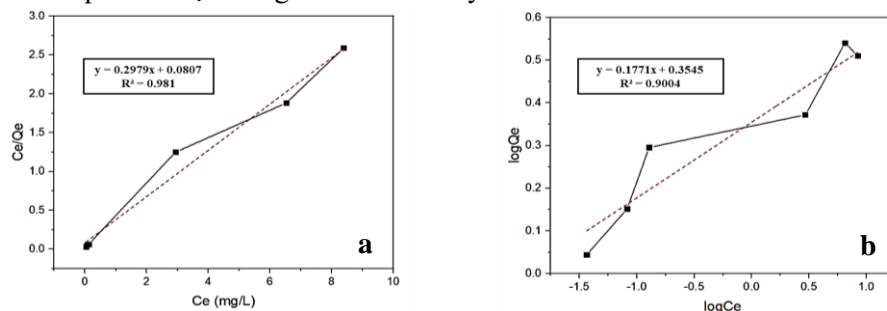 3.0
2.5
2.0
1.5
1.0
0.5
0.0
Ce/Qe
y = 0.2979x + 0.0807
R² = 0.981
a
0 2 4 6 8 10
Ce (mg/L)
0.6
0.5
0.4
0.3
0.2
0.1
0.0
logQe
y = 0.1771x + 0.3545
R² = 0.9004
b
-1.5 -1.0 -0.5 0.0 0.5 1.0
logCe